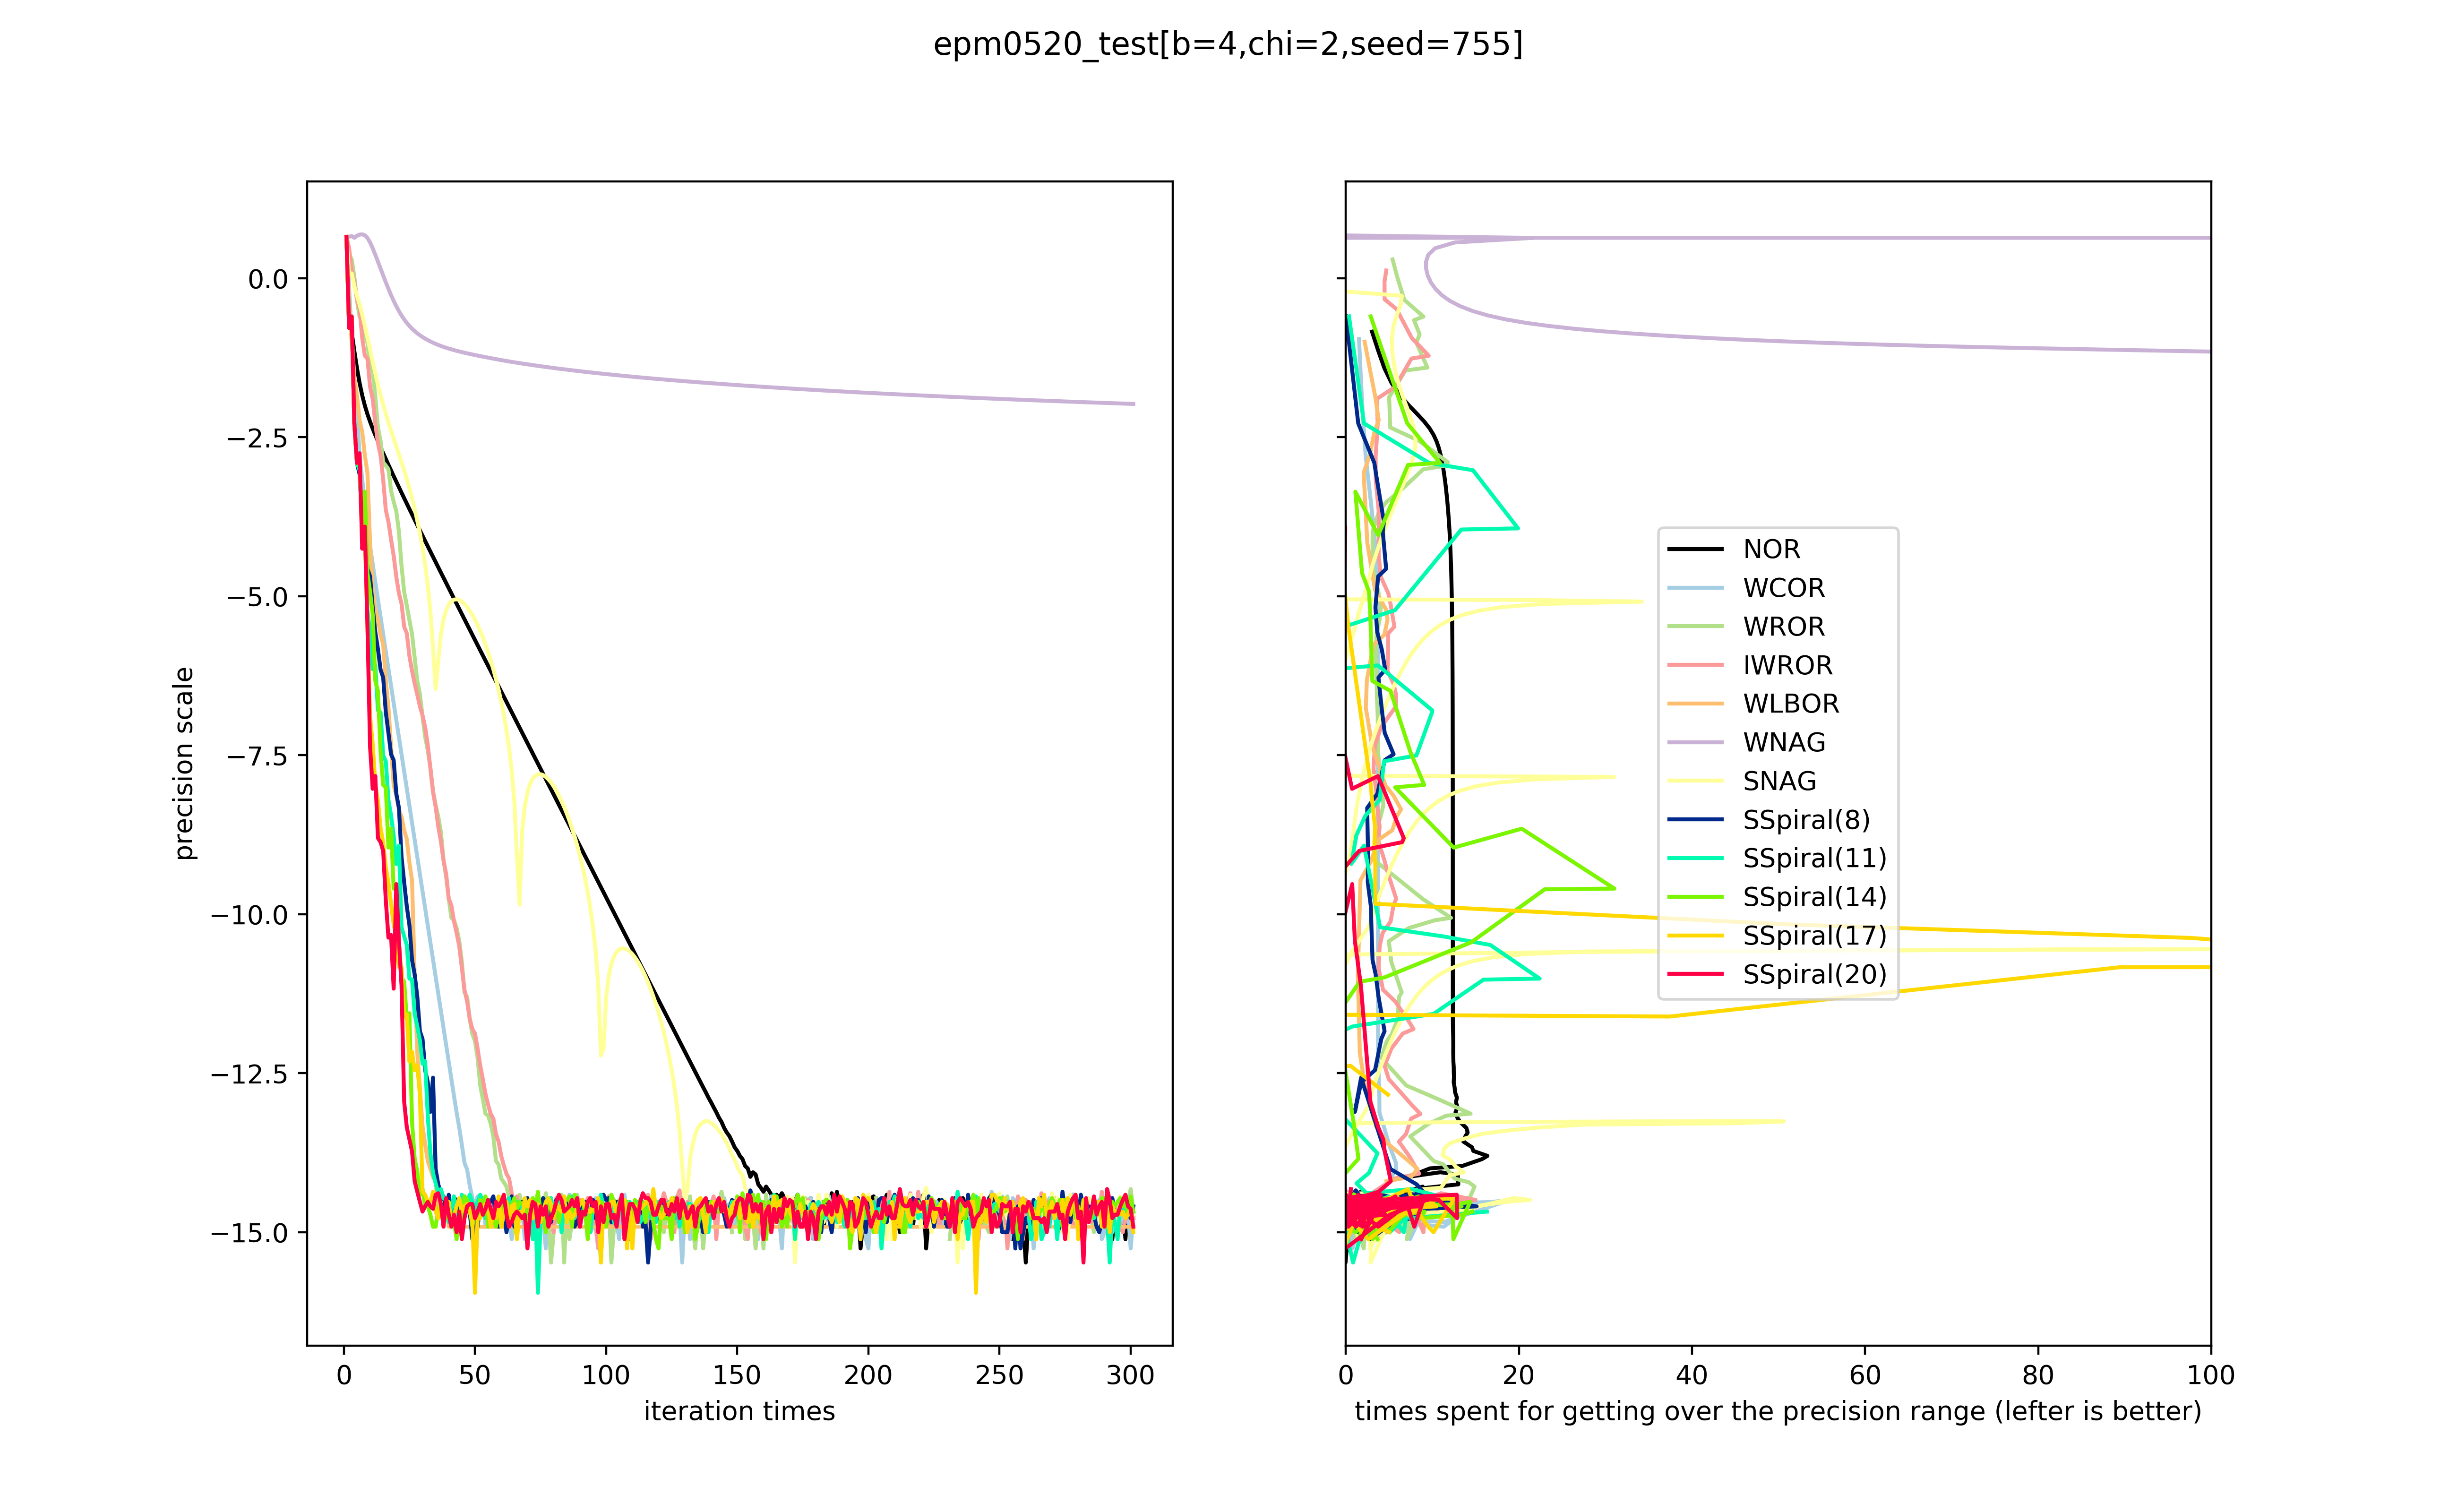 epm0520_test[b=4,chi=2,seed=755]
precision scale
0.0
−2.5
−5.0
−7.5
−10.0
−12.5
−15.0
0 50 100 150 200 250 300
iteration times
NOR
WCOR
WROR
IWROR
WLBOR
WNAG
SNAG
SSpiral(8)
SSpiral(11)
SSpiral(14)
SSpiral(17)
SSpiral(20)
0 20 40 60 80 100
times spent for getting over the precision range (lefter is better)